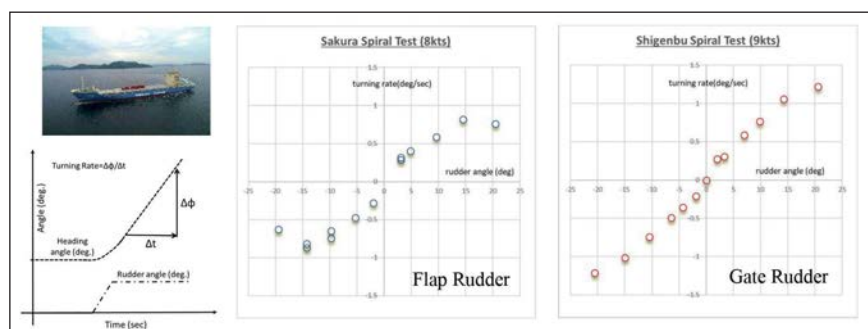 Turning Rate=Δϕ/Δt
Angle (deg.)
Δϕ
Δt
Heading
angle (deg.)
Rudder angle (deg.)
Time (sec)
Sakura Spiral Test (8kts)
turning rate(deg/sec)
1.5
1
0.5
0
-0.5
-1
-1.5
-25 -20 -15 -10 -5 0 5 10 15 20 25
rudder angle (deg)
Flap Rudder
Shigenbu Spiral Test (9kts)
turning rate(deg/sec)
1.5
1
0.5
0
-0.5
-1
-1.5
-25 -20 -15 -10 -5 0 5 10 15 20 25
rudder angle (deg)
Gate Rudder